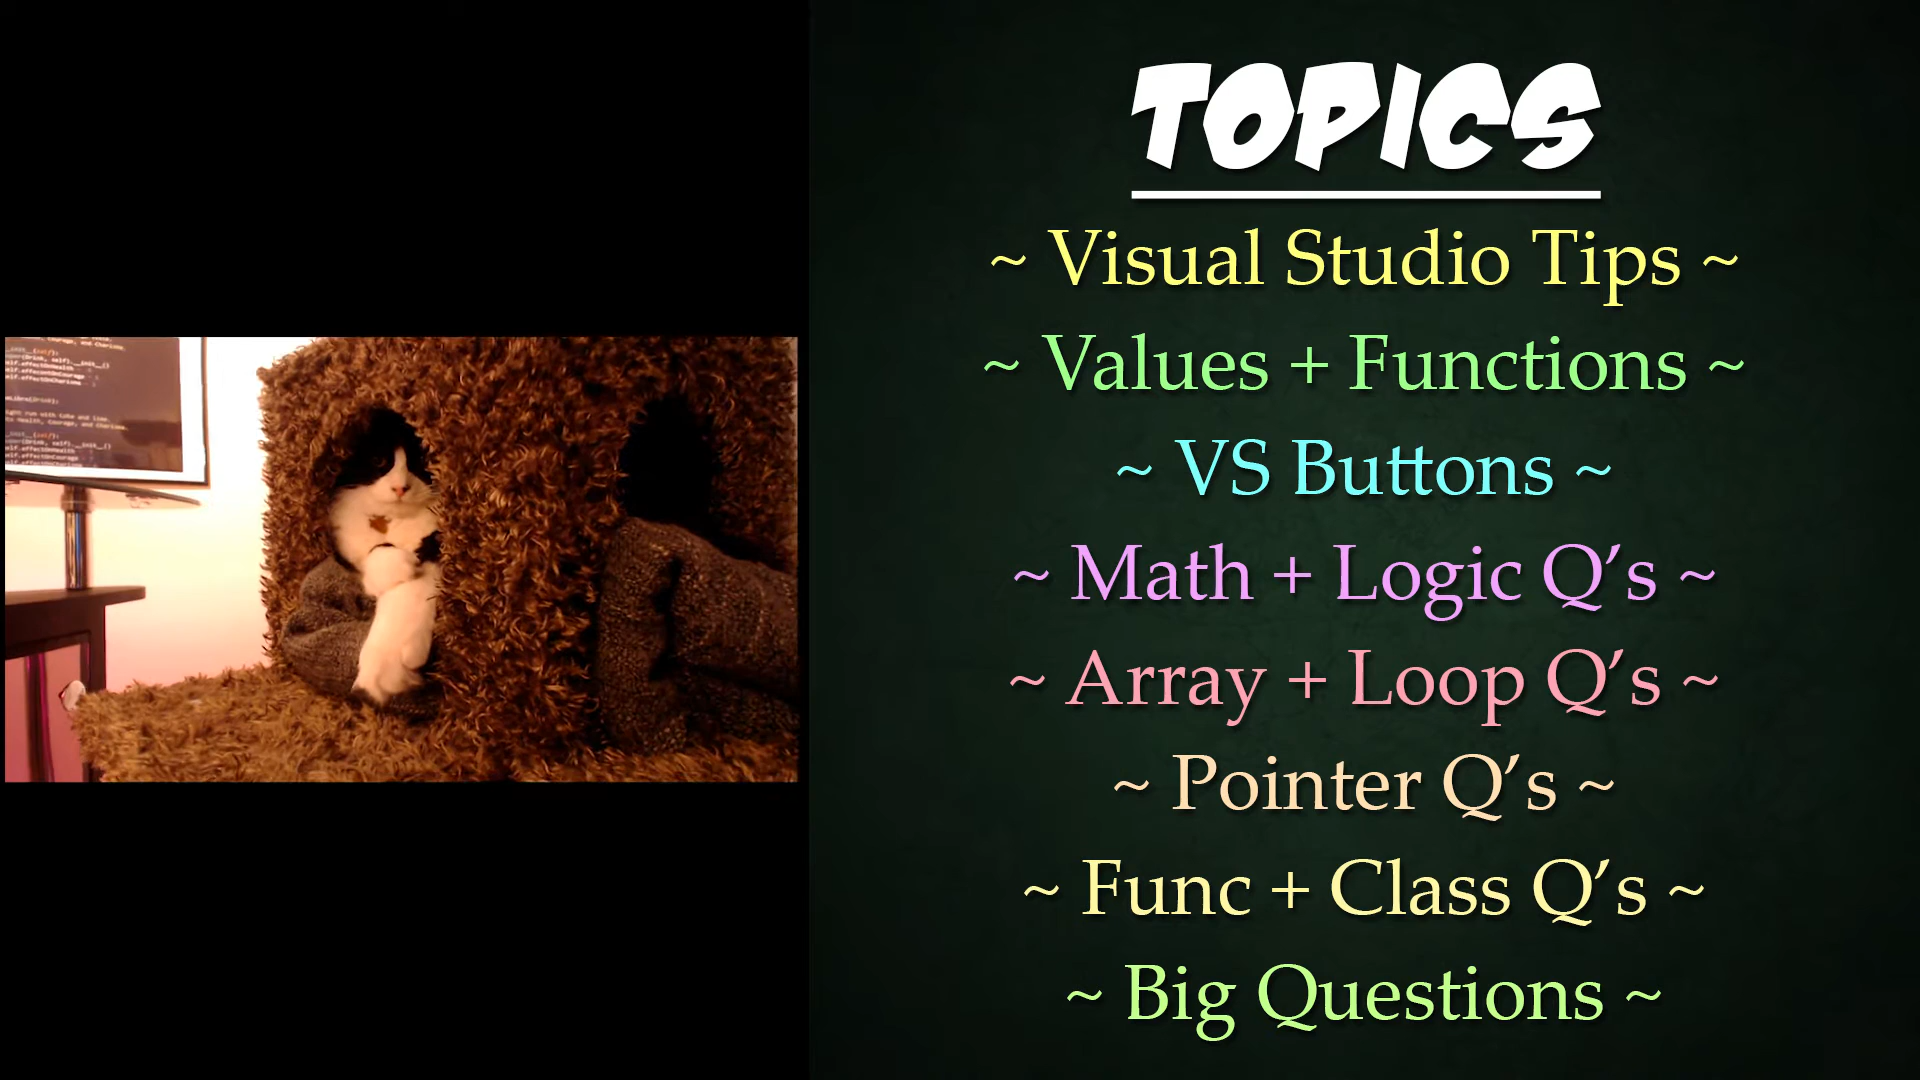 TOPICS
~ Visual Studio Tips ~
~ Values + Functions ~
~ VS Buttons ~
~ Math + Logic Q’s ~
~ Array + Loop Q’s ~
~ Pointer Q’s ~
~ Func + Class Q’s ~
~ Big Questions ~